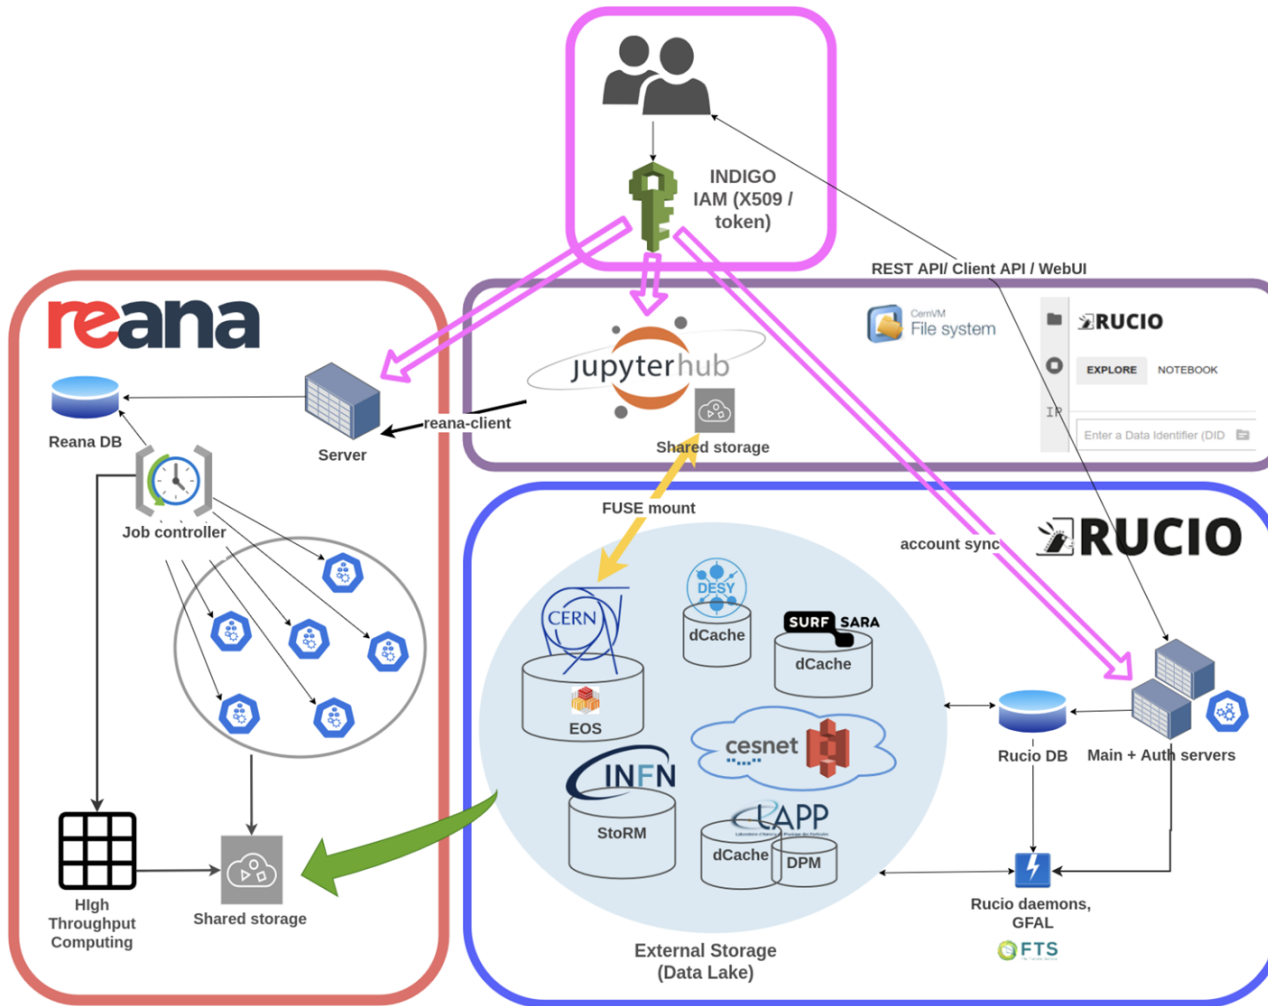 INDIGO
IAM (X509 /
token)
REST API/ Client API / WebUI
reana
CernVM
File system
RUCIO
EXPLORE
NOTEBOOK
IP
Enter a Data Identifier (DID
jupyterhub
Shared storage
reana-client
Reana DB
Server
Job controller
FUSE mount
account sync
RUCIO
DESY
dCache
CERN
EOS
SURF SARA
dCache
cesnet
INFN
StoRM
LAPP
dCache
DPM
Rucio DB
Main + Auth servers
Rucio daemons,
GFAL
FTS
External Storage
(Data Lake)
HIgh
Throughput
Computing
Shared storage